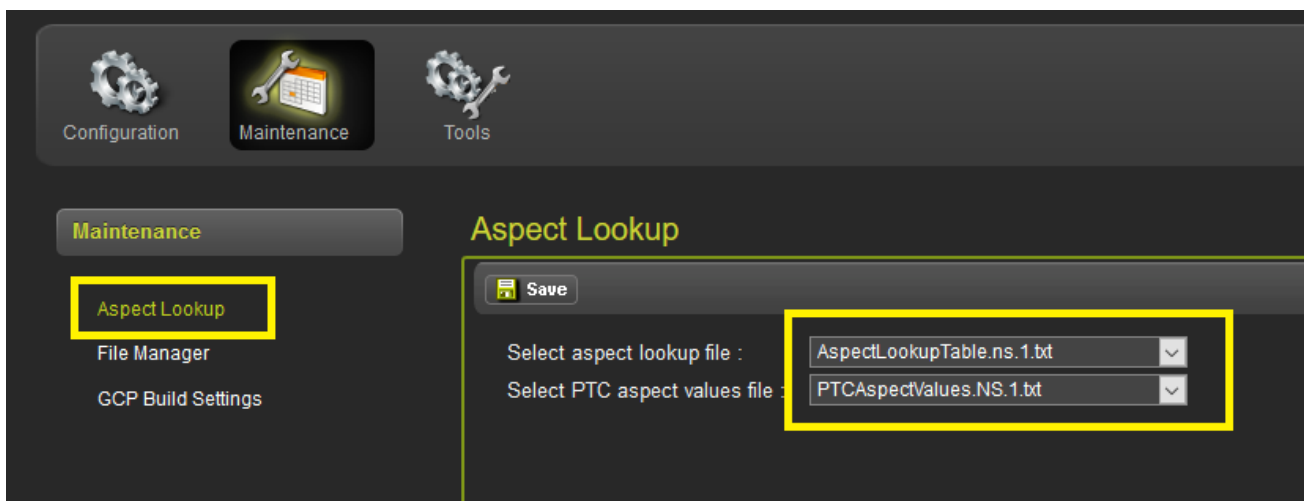 Configuration Maintenance Tools
Maintenance
Aspect Lookup
File Manager
GCP Build Settings
Aspect Lookup
Save
Select aspect lookup file : AspectLookupTable.ns.1.txt
Select PTC aspect values file : PTCAspectValues.NS.1.txt